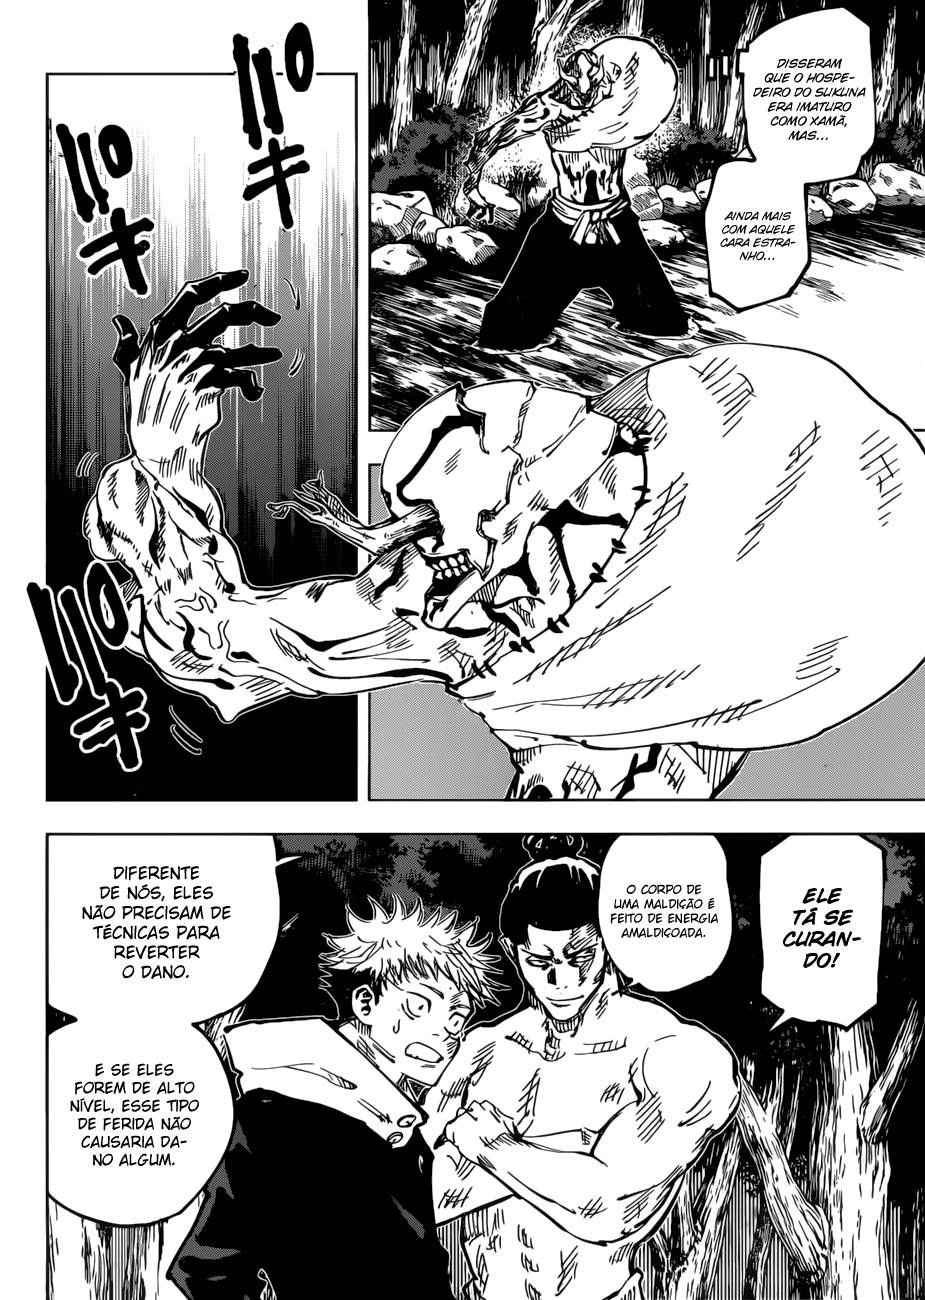 DISSERAM
QUE O HOSPE-
DEIRO DO SUKUNA
ERA IMATURO
COMO XAMÃ,
MAS...
AINDA MAIS
COM AQUELE
CARA ESTRA-
NHO...
パキ
パキ
パキ
ELE
TÁ SE
CURAN-
DO!
O CORPO DE
UMA MALDIÇÃO É
FEITO DE ENERGIA
AMALDIÇOADA.
DIFERENTE
DE NÓS, ELES
NÃO PRECISAM DE
TÉCNICAS PARA
REVERTER
O DANO.
E SE ELES
FOREM DE ALTO
NÍVEL, ESSE TIPO
DE FERIDA NÃO
CAUSARIA DA-
NO ALGUM.